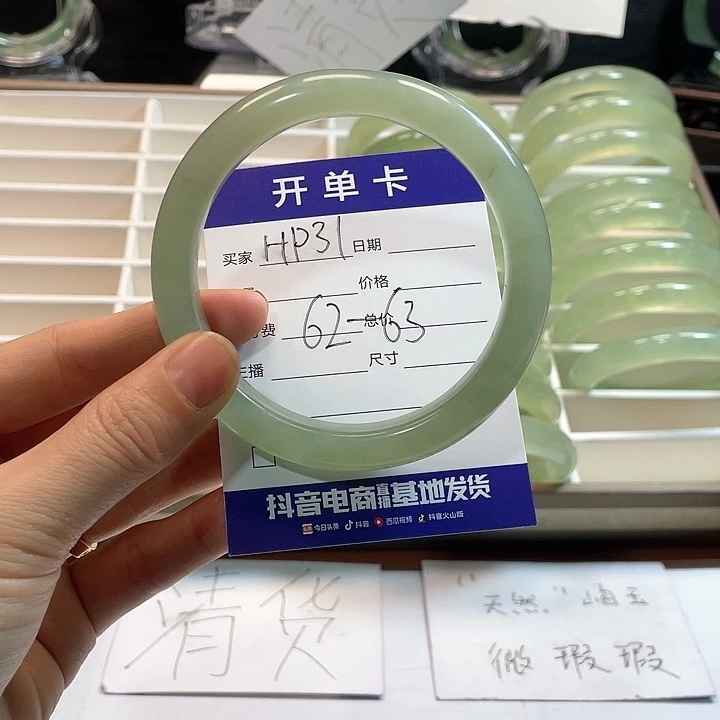 开单卡
买家 HP31 日期
价格
费 62-63 总价
主播 尺寸
抖音电商直播基地发货
今日头条 抖音 西瓜视频 抖音火山版
清货
"天然"岫玉
微瑕瑕